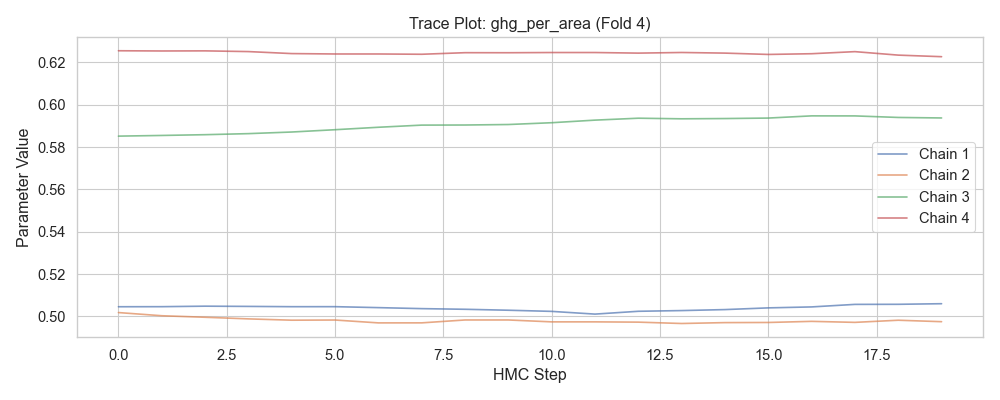 Trace Plot: ghg_per_area (Fold 4)
Parameter Value
0.62
0.60
0.58
0.56
0.54
0.52
0.50
Chain 1
Chain 2
Chain 3
Chain 4
0.0 2.5 5.0 7.5 10.0 12.5 15.0 17.5
HMC Step